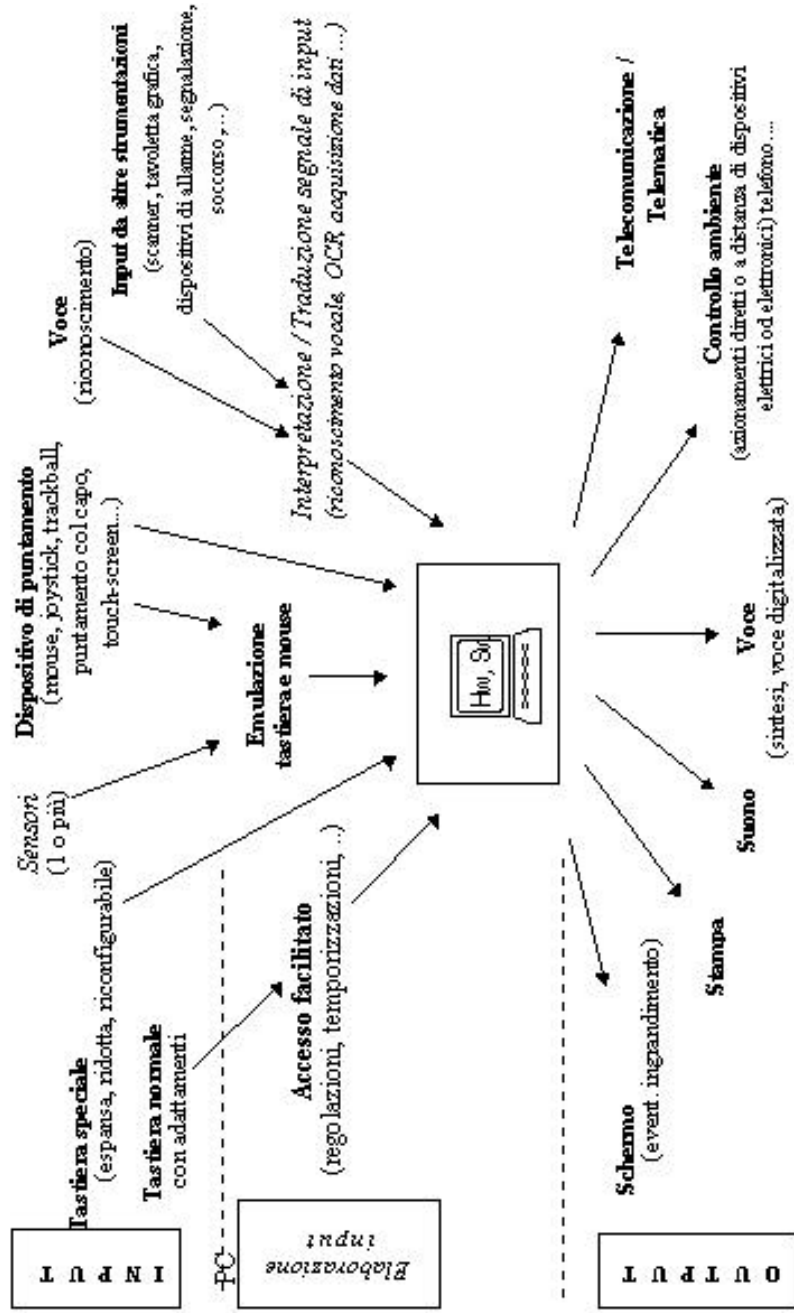 INPUT
Tastiera speciale
(espansa, ridotta, riconfigurabile)
Tastiera normale
con adattamenti
Sensori
(1 o più)
Dispositivo di puntamento
(mouse, joystick, trackball,
puntamento col capo,
touch-screen...)
Voce
(riconoscimento)
Input da altre strumentazioni
(scanner, tavoletta grafica,
dispositivi di allarme, segnalazione,
soccorso,..)
PC
Elaborazione
input
Accesso facilitato
(regolazioni, temporizzazioni, ..)
Emulazione
tastiera e mouse
Interpretazione / Traduzione segnale di input
(riconoscimento vocale, OCR, acquisizione dati ...)
Hw, Sw
OUTPUT
Schermo
(event. ingrandimento)
Stampa
Suono
Voce
(sintesi, voce digitalizzata)
Controllo ambiente
(azionamenti diretti o a distanza di dispositivi
elettrici od elettronici) telefono....
Telecomunicazione /
Telematica